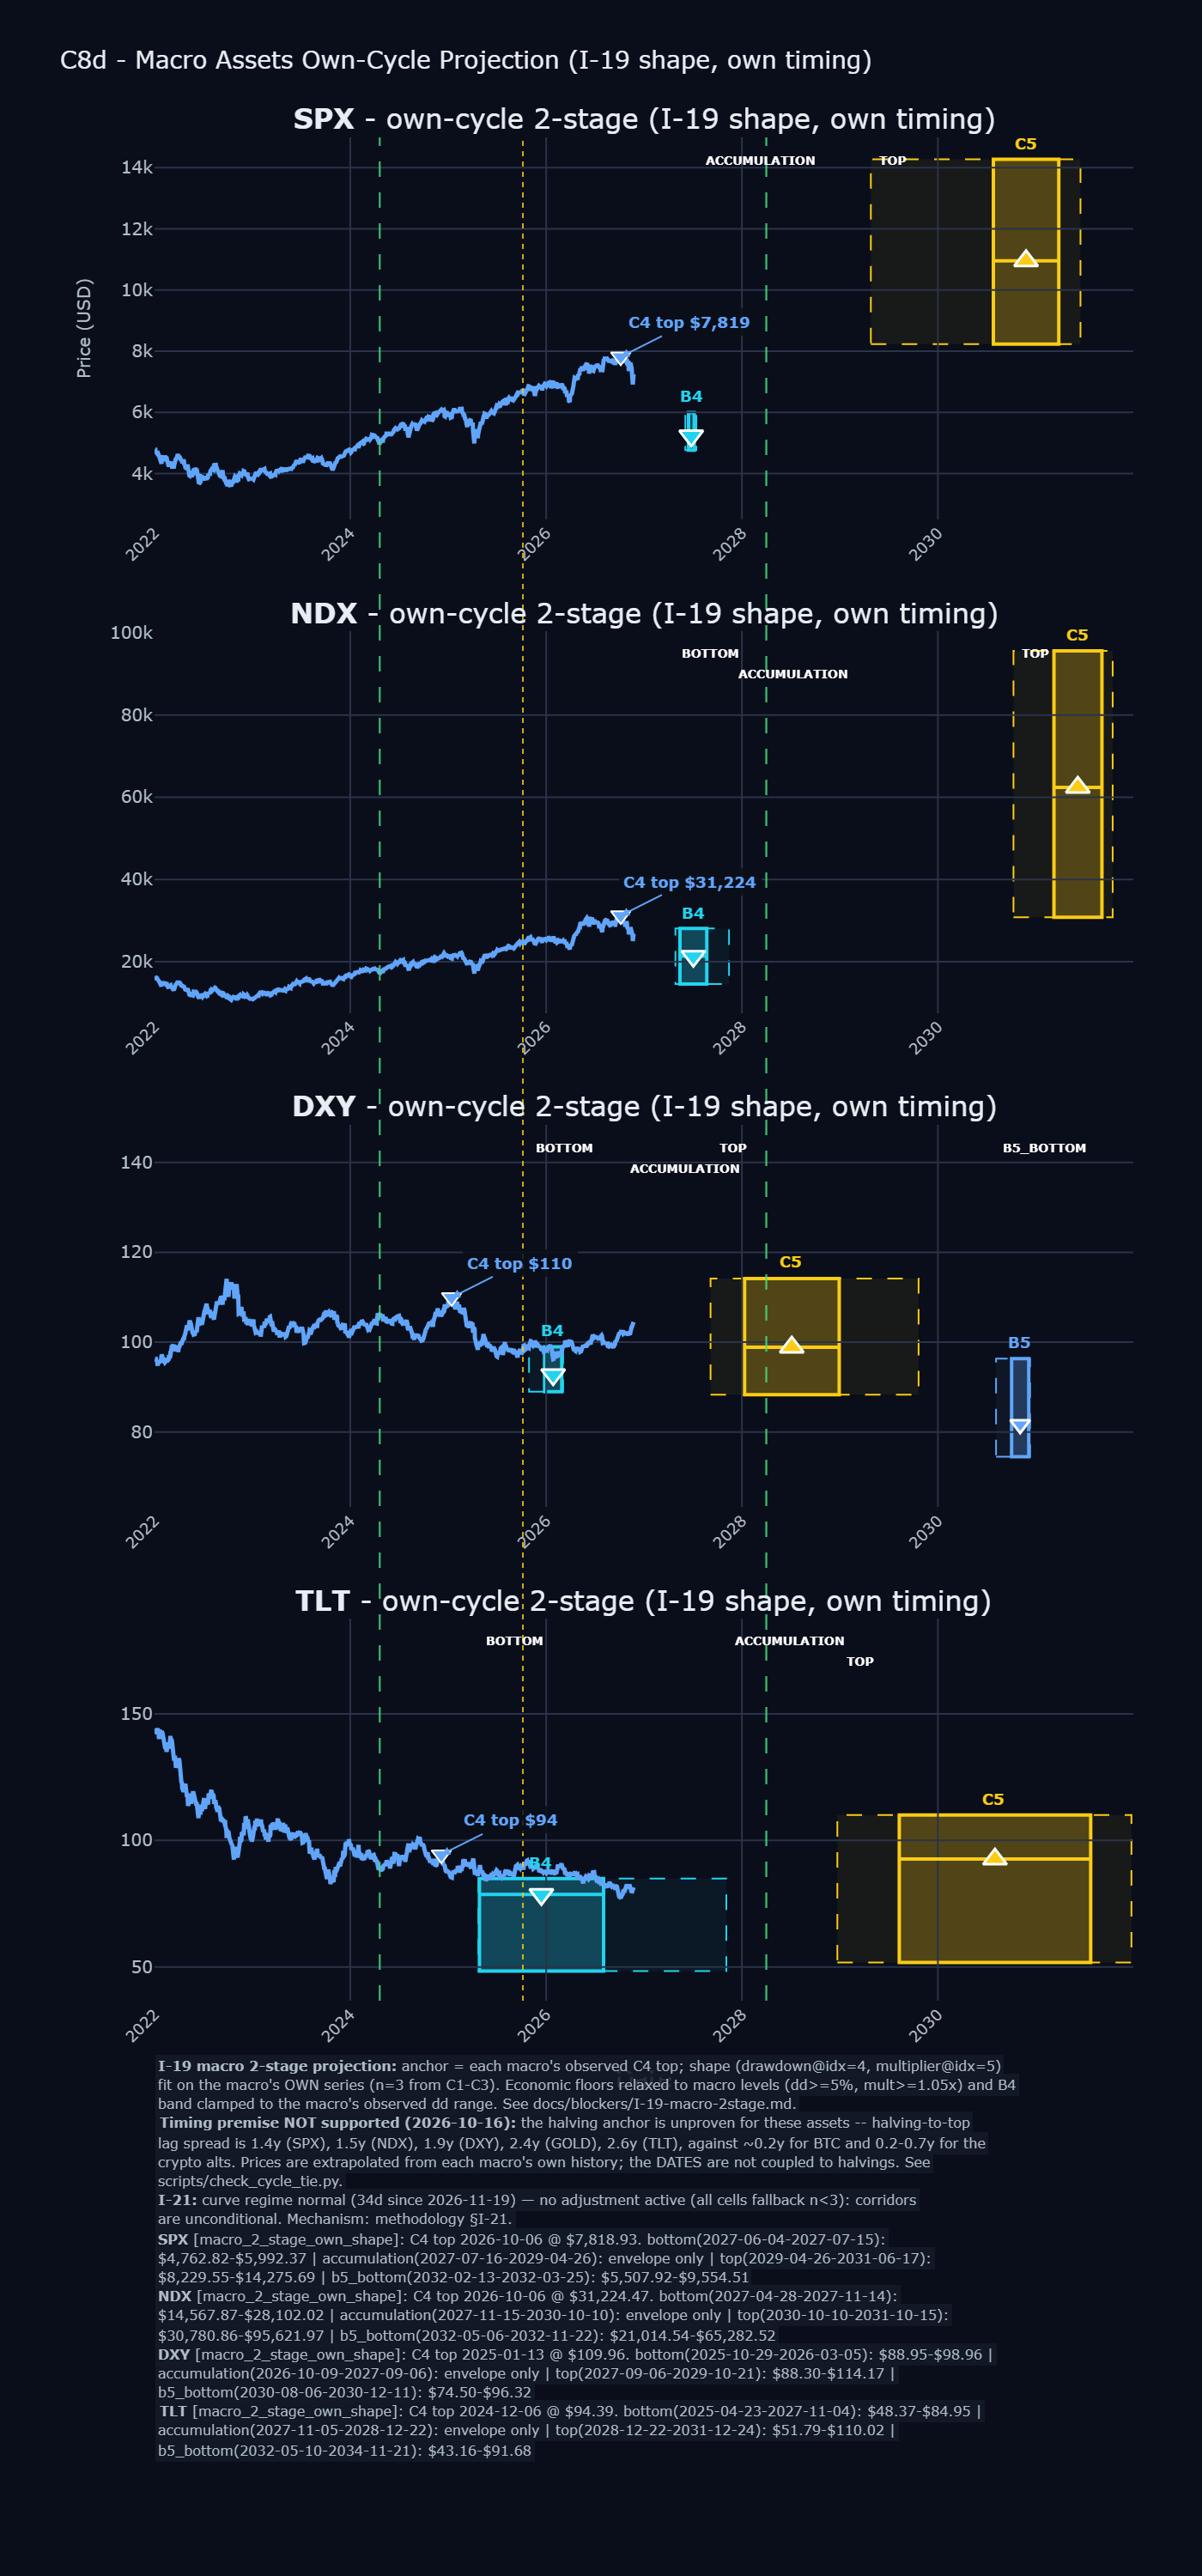 C8d - Macro Assets Own-Cycle Projection (I-19 shape, own timing)
SPX - own-cycle 2-stage (I-19 shape, own timing)
C5
ACCUMULATION
TOP
14k
12k
10k
8k
6k
4k
Price (USD)
C4 top $7,819
B4
2022
2024
2026
2028
2030
NDX - own-cycle 2-stage (I-19 shape, own timing)
100k
C5
BOTTOM
TOP
ACCUMULATION
80k
60k
40k
20k
C4 top $31,224
B4
2022
2024
2026
2028
2030
DXY - own-cycle 2-stage (I-19 shape, own timing)
BOTTOM
TOP
B5_BOTTOM
ACCUMULATION
140
120
100
80
C4 top $110
C5
B4
B5
2022
2024
2026
2028
2030
TLT - own-cycle 2-stage (I-19 shape, own timing)
BOTTOM
ACCUMULATION
TOP
150
100
50
C5
C4 top $94
B4
2022
2024
2026
2028
2030
I-19 macro 2-stage projection: anchor = each macro's observed C4 top; shape (drawdown@idx=4, multiplier@idx=5)
fit on the macro's OWN series (n=3 from C1-C3). Economic floors relaxed to macro levels (dd>=5%, mult>=1.05x) and B4
band clamped to the macro's observed dd range. See docs/blockers/I-19-macro-2stage.md.
Timing premise NOT supported (2026-10-16): the halving anchor is unproven for these assets -- halving-to-top
lag spread is 1.4y (SPX), 1.5y (NDX), 1.9y (DXY), 2.4y (GOLD), 2.6y (TLT), against ~0.2y for BTC and 0.2-0.7y for the
crypto alts. Prices are extrapolated from each macro's own history; the DATES are not coupled to halvings. See
scripts/check_cycle_tie.py.
I-21: curve regime normal (34d since 2026-11-19) — no adjustment active (all cells fallback n<3): corridors
are unconditional. Mechanism: methodology §I-21.
SPX [macro_2_stage_own_shape]: C4 top 2026-10-06 @ $7,818.93. bottom(2027-06-04-2027-07-15):
$4,762.82-$5,992.37 | accumulation(2027-07-16-2029-04-26): envelope only | top(2029-04-26-2031-06-17):
$8,229.55-$14,275.69 | b5_bottom(2032-02-13-2032-03-25): $5,507.92-$9,554.51
NDX [macro_2_stage_own_shape]: C4 top 2026-10-06 @ $31,224.47. bottom(2027-04-28-2027-11-14):
$14,567.87-$28,102.02 | accumulation(2027-11-15-2030-10-10): envelope only | top(2030-10-10-2031-10-15):
$30,780.86-$95,621.97 | b5_bottom(2032-05-06-2032-11-22): $21,014.54-$65,282.52
DXY [macro_2_stage_own_shape]: C4 top 2025-01-13 @ $109.96. bottom(2025-10-29-2026-03-05): $88.95-$98.96 |
accumulation(2026-10-09-2027-09-06): envelope only | top(2027-09-06-2029-10-21): $88.30-$114.17 |
b5_bottom(2030-08-06-2030-12-11): $74.50-$96.32
TLT [macro_2_stage_own_shape]: C4 top 2024-12-06 @ $94.39. bottom(2025-04-23-2027-11-04): $48.37-$84.95 |
accumulation(2027-11-05-2028-12-22): envelope only | top(2028-12-22-2031-12-24): $51.79-$110.02 |
b5_bottom(2032-05-10-2034-11-21): $43.16-$91.68